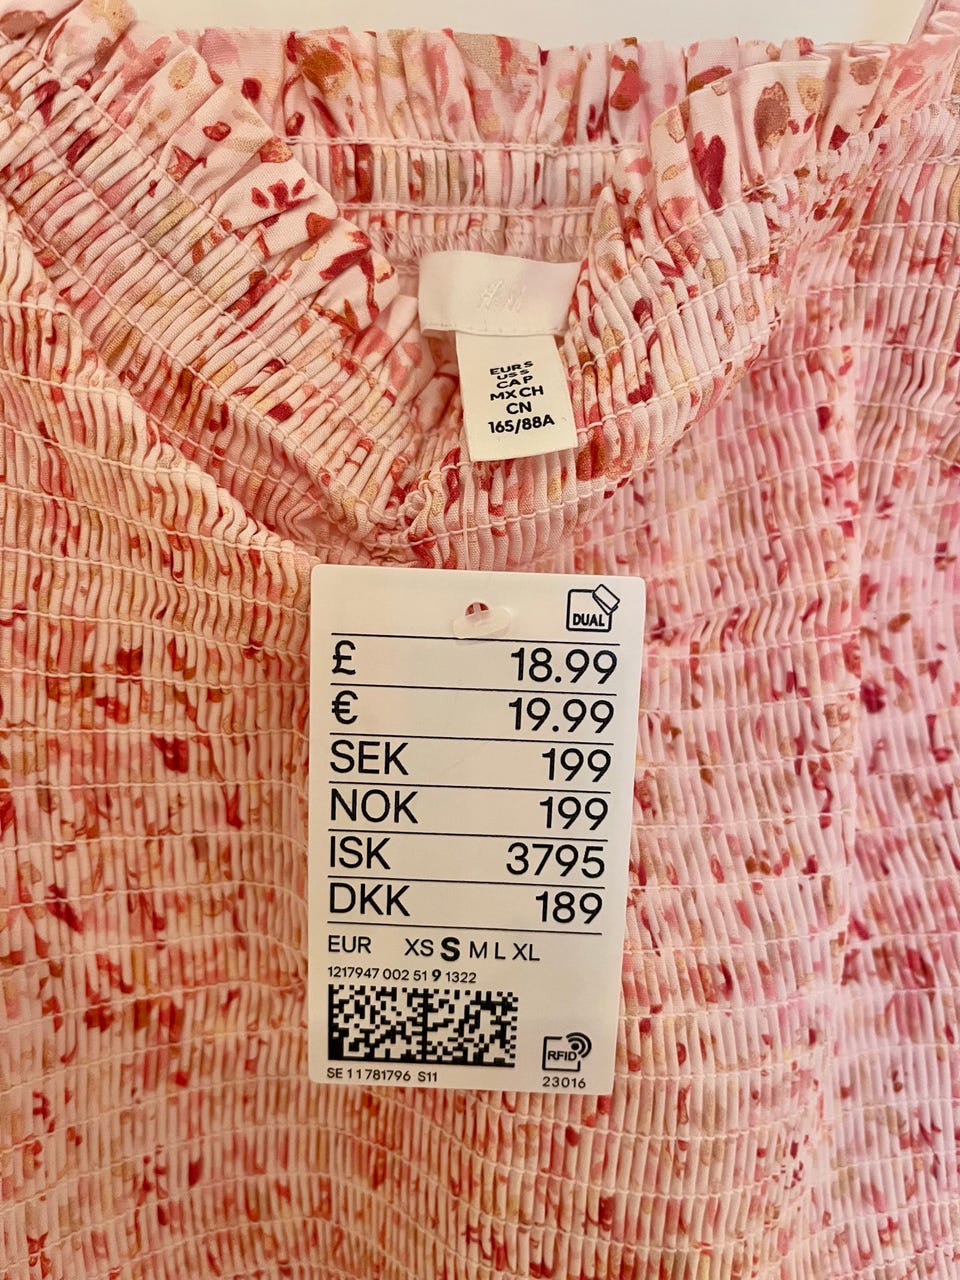 H&M
EUR S
US S
CA P
MX CH
CN
165/88A
DUAL
£ 18.99
€ 19.99
SEK 199
NOK 199
ISK 3795
DKK 189
EUR XS S M L XL
1217947 002 51 9 1322
RFID
SE 11781796 S11
23016